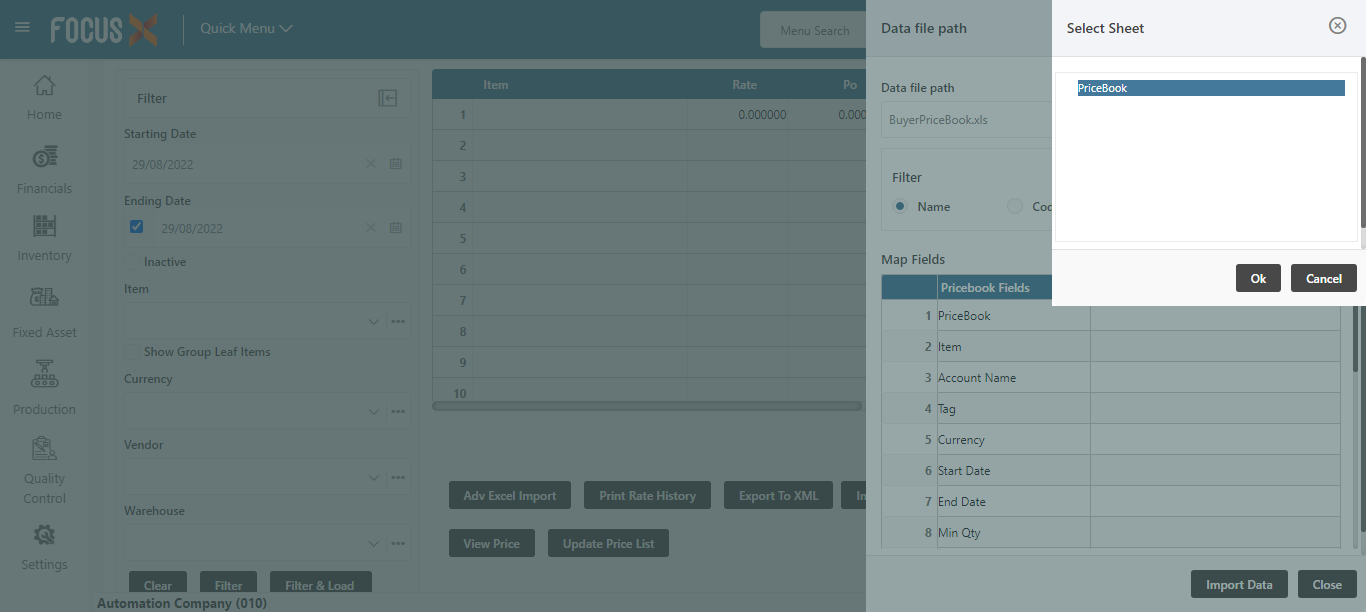 FOCUS X
Quick Menu
Menu Search
Home
Financials
Inventory
Fixed Asset
Production
Quality
Control
Settings
Filter
Starting Date
29/08/2022
Ending Date
29/08/2022
Inactive
Item
Show Group Leaf Items
Currency
Vendor
Warehouse
Clear
Filter
Filter & Load
Automation Company (010)
Item
Rate
Po
1
0.000000
0.000
2
3
4
5
6
7
8
9
10
Adv Excel Import
Print Rate History
Export To XML
View Price
Update Price List
Data file path
Data file path
BuyerPriceBook.xls
Filter
Name
Map Fields
Pricebook Fields
1 PriceBook
2 Item
3 Account Name
4 Tag
5 Currency
6 Start Date
7 End Date
8 Min Qty
Import Data
Close
Select Sheet
PriceBook
Ok
Cancel